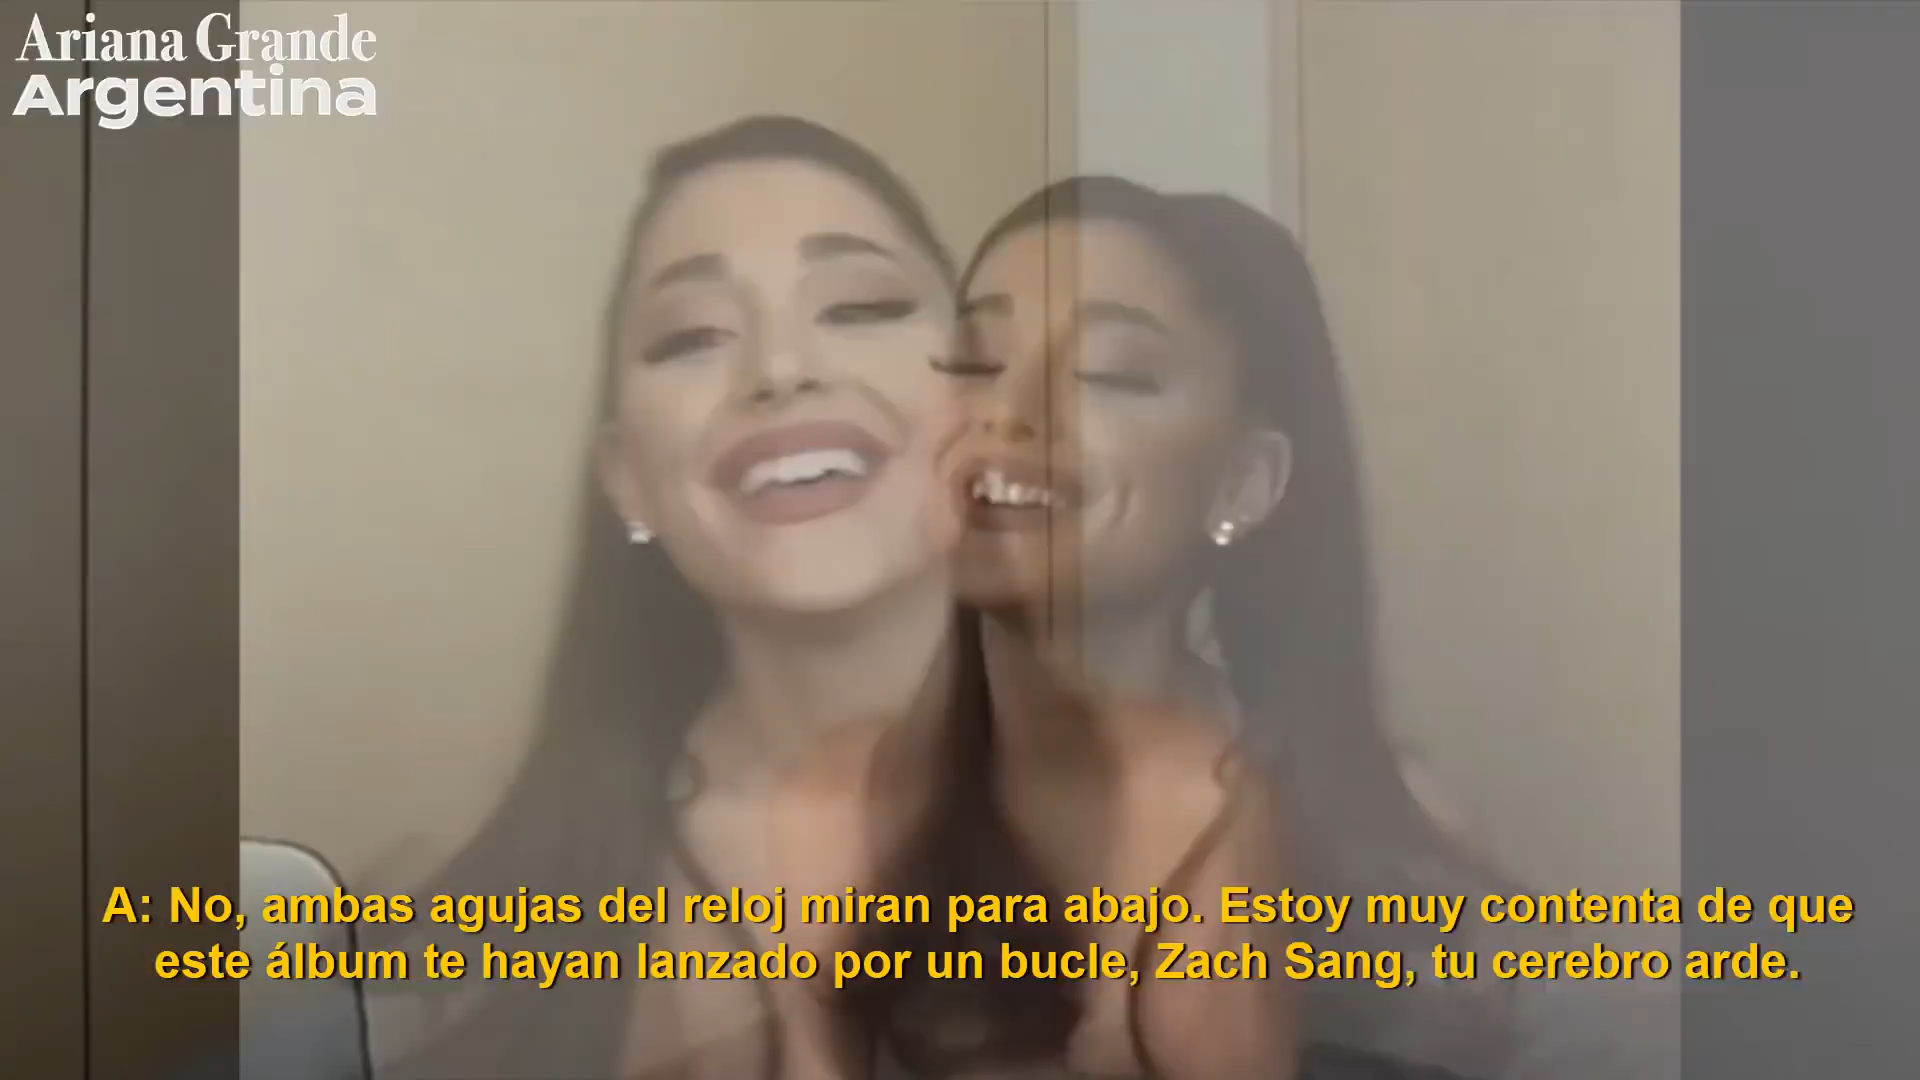 Ariana Grande
Argentina
A: No, ambas agujas del reloj miran para abajo. Estoy muy contenta de que
este álbum te hayan lanzado por un bucle, Zach Sang, tu cerebro arde.